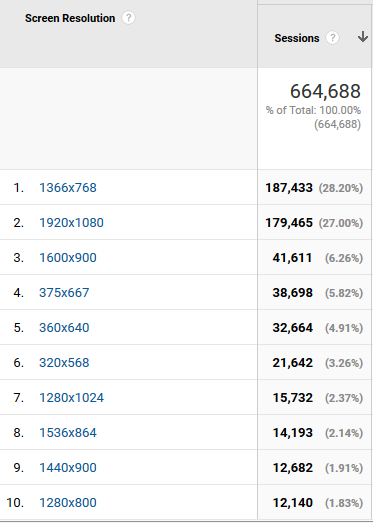 Screen Resolution ?
Sessions ? ↓
664,688
% of Total: 100.00%
(664,688)
1. 1366x768 187,433 (28.20%)
2. 1920x1080 179,465 (27.00%)
3. 1600x900 41,611 (6.26%)
4. 375x667 38,698 (5.82%)
5. 360x640 32,664 (4.91%)
6. 320x568 21,642 (3.26%)
7. 1280x1024 15,732 (2.37%)
8. 1536x864 14,193 (2.14%)
9. 1440x900 12,682 (1.91%)
10. 1280x800 12,140 (1.83%)